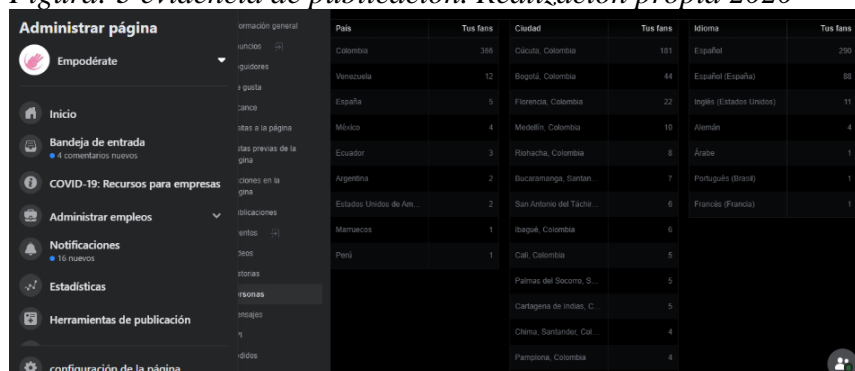 Figura. 6 evidencia de publicación. Realización propia 2020
Administrar página
Empodérate
Inicio
Bandeja de entrada
4 comentarios nuevos
COVID-19: Recursos para empresas
Administrar empleos
Notificaciones
16 nuevos
Estadísticas
Herramientas de publicación
configuración de la página
ormación general
uncios
guidores
e gusta
cance
sitas a la página
stas previas de la
gina
ciones en la
gina
ublicaciones
entos
deos
storias
rsonas
ensajes
didos
País Tus fans
Colombia 366
Venezuela 12
España 5
México 4
Ecuador 3
Argentina 2
Estados Unidos de Am... 2
Marruecos 1
Perú 1
Ciudad Tus fans
Cúcuta, Colombia 181
Bogotá, Colombia 44
Florencia, Colombia 22
Medellín, Colombia 10
Riohacha, Colombia 8
Bucaramanga, Santan... 7
San Antonio del Táchir... 6
Ibagué, Colombia 6
Cali, Colombia 5
Palmas del Socorro, S... 5
Cartagena de Indias, C... 5
Chima, Santander, Col... 4
Pamplona, Colombia 4
Idioma Tus fans
Español 290
Español (España) 88
Inglés (Estados Unidos) 11
Alemán 4
Árabe 1
Portugués (Brasil) 1
Francés (Francia) 1